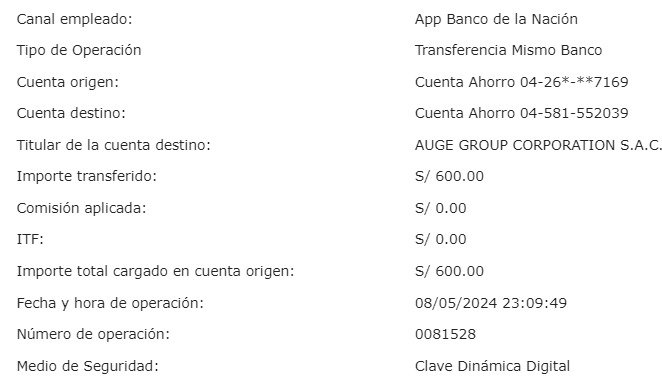 Canal empleado: App Banco de la Nación
Tipo de Operación Transferencia Mismo Banco
Cuenta origen: Cuenta Ahorro 04-26*-**7169
Cuenta destino: Cuenta Ahorro 04-581-552039
Titular de la cuenta destino: AUGE GROUP CORPORATION S.A.C.
Importe transferido: S/ 600.00
Comisión aplicada: S/ 0.00
ITF: S/ 0.00
Importe total cargado en cuenta origen: S/ 600.00
Fecha y hora de operación: 08/05/2024 23:09:49
Número de operación: 0081528
Medio de Seguridad: Clave Dinámica Digital